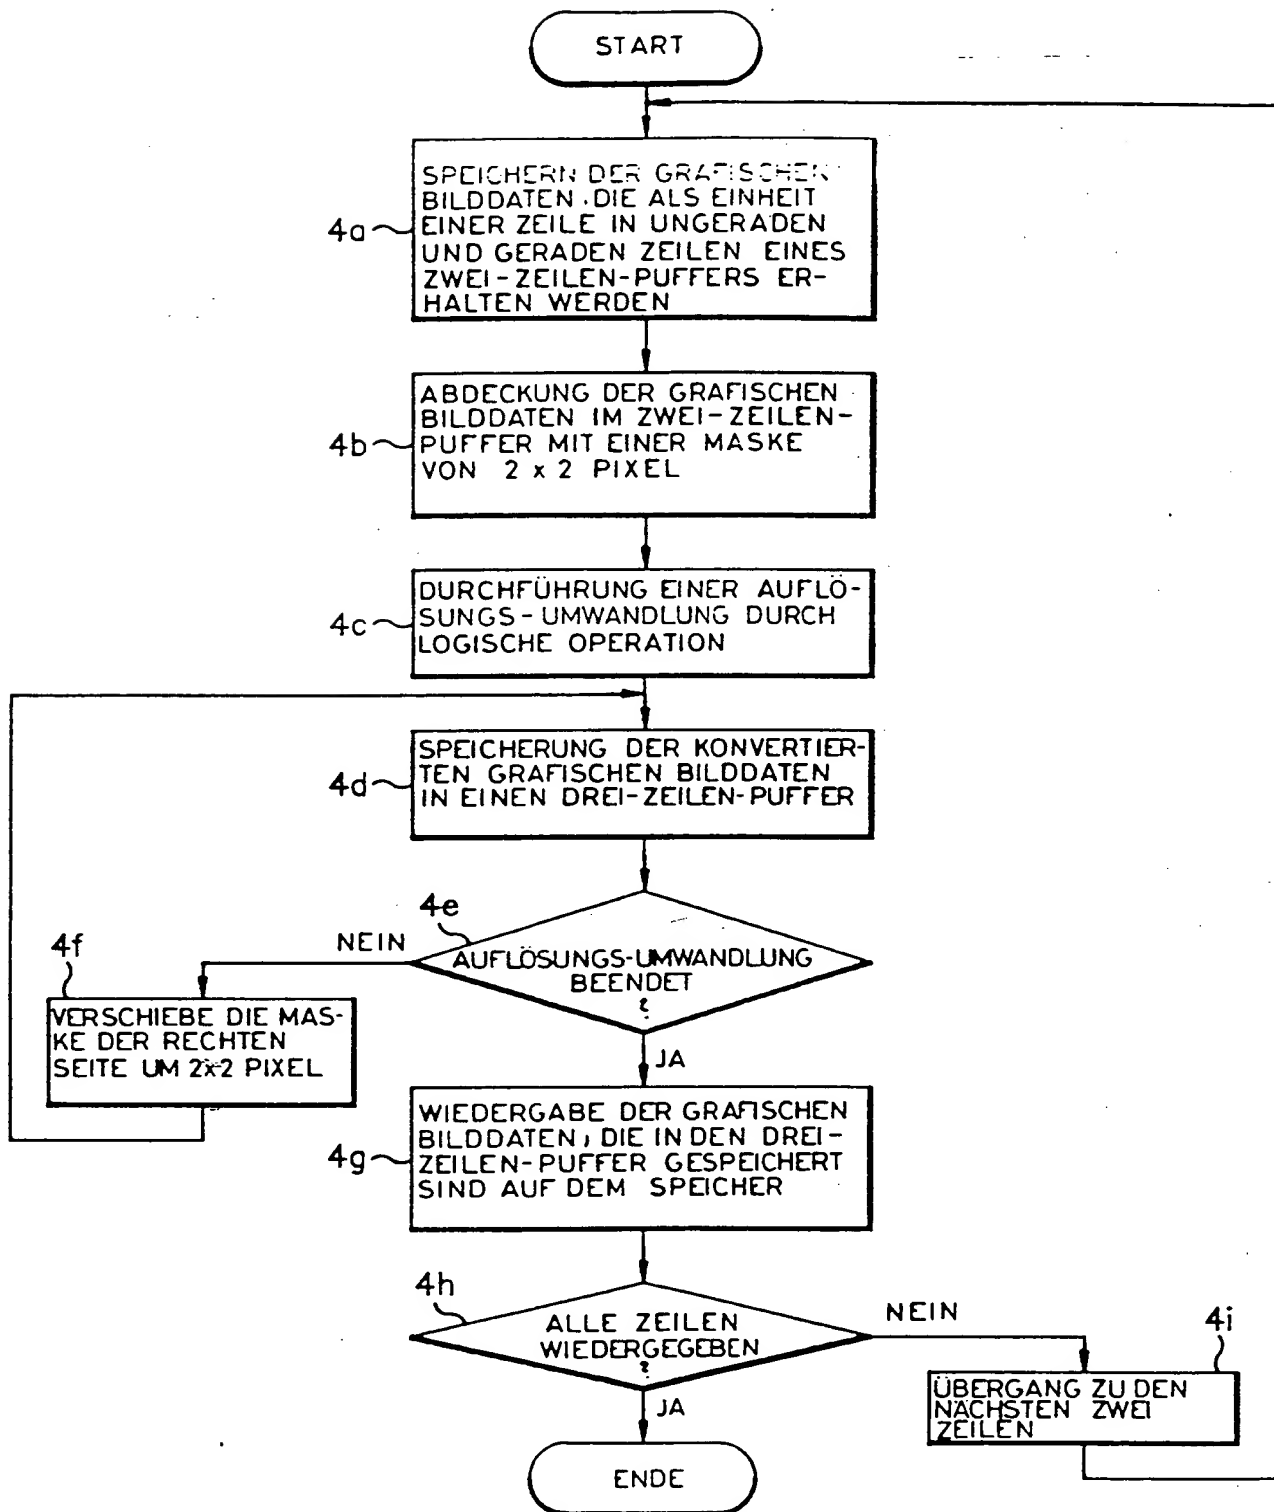 START
4a
SPEICHERN DER GRAFISCHEN
BILDDATEN, DIE ALS EINHEIT
EINER ZEILE IN UNGERADEN
UND GERADEN ZEILEN EINES
ZWEI-ZEILEN-PUFFERS ER-
HALTEN WERDEN
4b
ABDECKUNG DER GRAFISCHEN
BILDDATEN IM ZWEI-ZEILEN-
PUFFER MIT EINER MASKE
VON 2 x 2 PIXEL
4c
DURCHFÜHRUNG EINER AUFLÖ-
SUNGS-UMWANDLUNG DURCH
LOGISCHE OPERATION
4d
SPEICHERUNG DER KONVERTIER-
TEN GRAFISCHEN BILDDATEN
IN EINEN DREI-ZEILEN-PUFFER
4e
AUFLÖSUNGS-UMWANDLUNG
BEENDET
?
NEIN
JA
4f
VERSCHIEBE DIE MAS-
KE DER RECHTEN
SEITE UM 2x2 PIXEL
4g
WIEDERGABE DER GRAFISCHEN
BILDDATEN, DIE IN DEN DREI-
ZEILEN-PUFFER GESPEICHERT
SIND AUF DEM SPEICHER
4h
ALLE ZEILEN
WIEDERGEGEBEN
?
NEIN
JA
4i
ÜBERGANG ZU DEN
NÄCHSTEN ZWEI
ZEILEN
ENDE